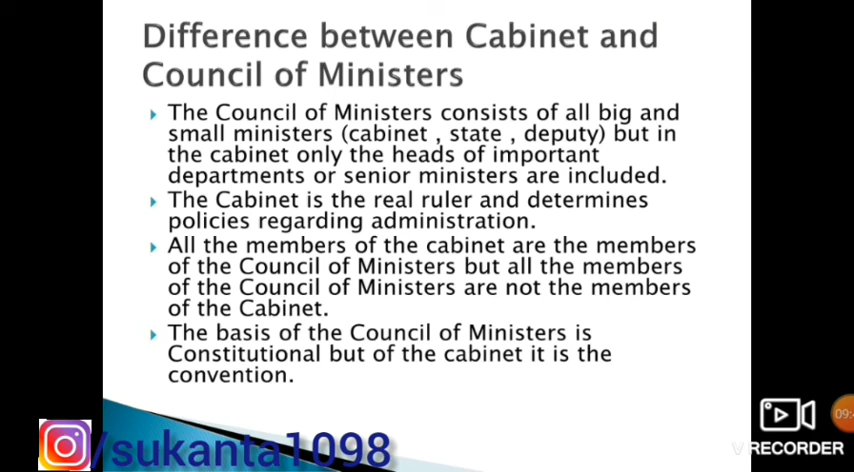 Difference between Cabinet and
Council of Ministers
The Council of Ministers consists of all big and
small ministers (cabinet , state , deputy) but in
the cabinet only the heads of important
departments or senior ministers are included.
The Cabinet is the real ruler and determines
policies regarding administration.
All the members of the cabinet are the members
of the Council of Ministers but all the members
of the Council of Ministers are not the members
of the Cabinet.
The basis of the Council of Ministers is
Constitutional but of the cabinet it is the
convention.
/sukanta1098
V RECORDER